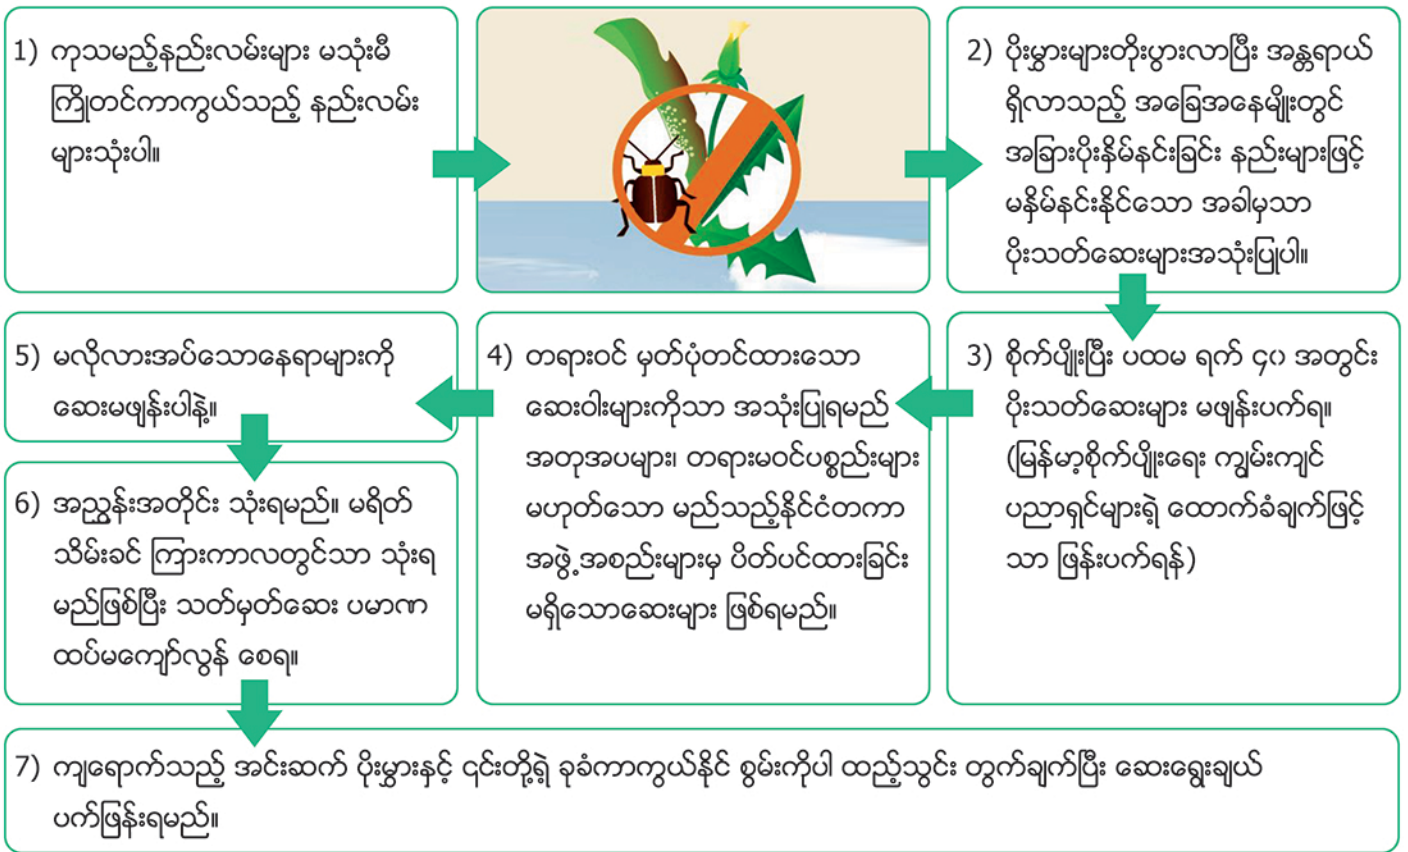 1) ကုသမည့်နည်းလမ်းများ မသုံးမီ
ကြိုတင်ကာကွယ်သည့် နည်းလမ်း
များသုံးပါ။
2) ပိုးမွှားများတိုးပွားလာပြီး အန္တရာယ်
ရှိလာသည့် အခြေအနေမျိုးတွင်
အခြားပိုးနှိမ်နင်းခြင်း နည်းများဖြင့်
မနှိမ်နင်းနိုင်သော အခါမှသာ
ပိုးသတ်ဆေးများအသုံးပြုပါ။
3) စိုက်ပျိုးပြီး ပထမ ရက် ၄၀ အတွင်း
ပိုးသတ်ဆေးများ မဖျန်းပက်ရ။
(မြန်မာ့စိုက်ပျိုးရေး ကျွမ်းကျင်
ပညာရှင်များရဲ့ ထောက်ခံချက်ဖြင့်
သာ ဖြန်းပက်ရန်)
4) တရားဝင် မှတ်ပုံတင်ထားသော
ဆေးဝါးများကိုသာ အသုံးပြုရမည်
အတုအပများ၊ တရားမဝင်ပစ္စည်းများ
မဟုတ်သော မည်သည့်နိုင်ငံတကာ
အဖွဲ့အစည်းများမှ ပိတ်ပင်ထားခြင်း
မရှိသောဆေးများ ဖြစ်ရမည်။
5) မလိုလားအပ်သောနေရာများကို
ဆေးမဖျန်းပါနဲ့။
6) အညွှန်းအတိုင်း သုံးရမည်။ မရိတ်
သိမ်းခင် ကြားကာလတွင်သာ သုံးရ
မည်ဖြစ်ပြီး သတ်မှတ်ဆေး ပမာဏ
ထပ်မကျော်လွန် စေရ။
7) ကျရောက်သည့် အင်းဆက် ပိုးမွှားနှင့် ၎င်းတို့ရဲ့ ခုခံကာကွယ်နိုင် စွမ်းကိုပါ ထည့်သွင်း တွက်ချက်ပြီး ဆေးရွေးချယ်
ပက်ဖြန်းရမည်။